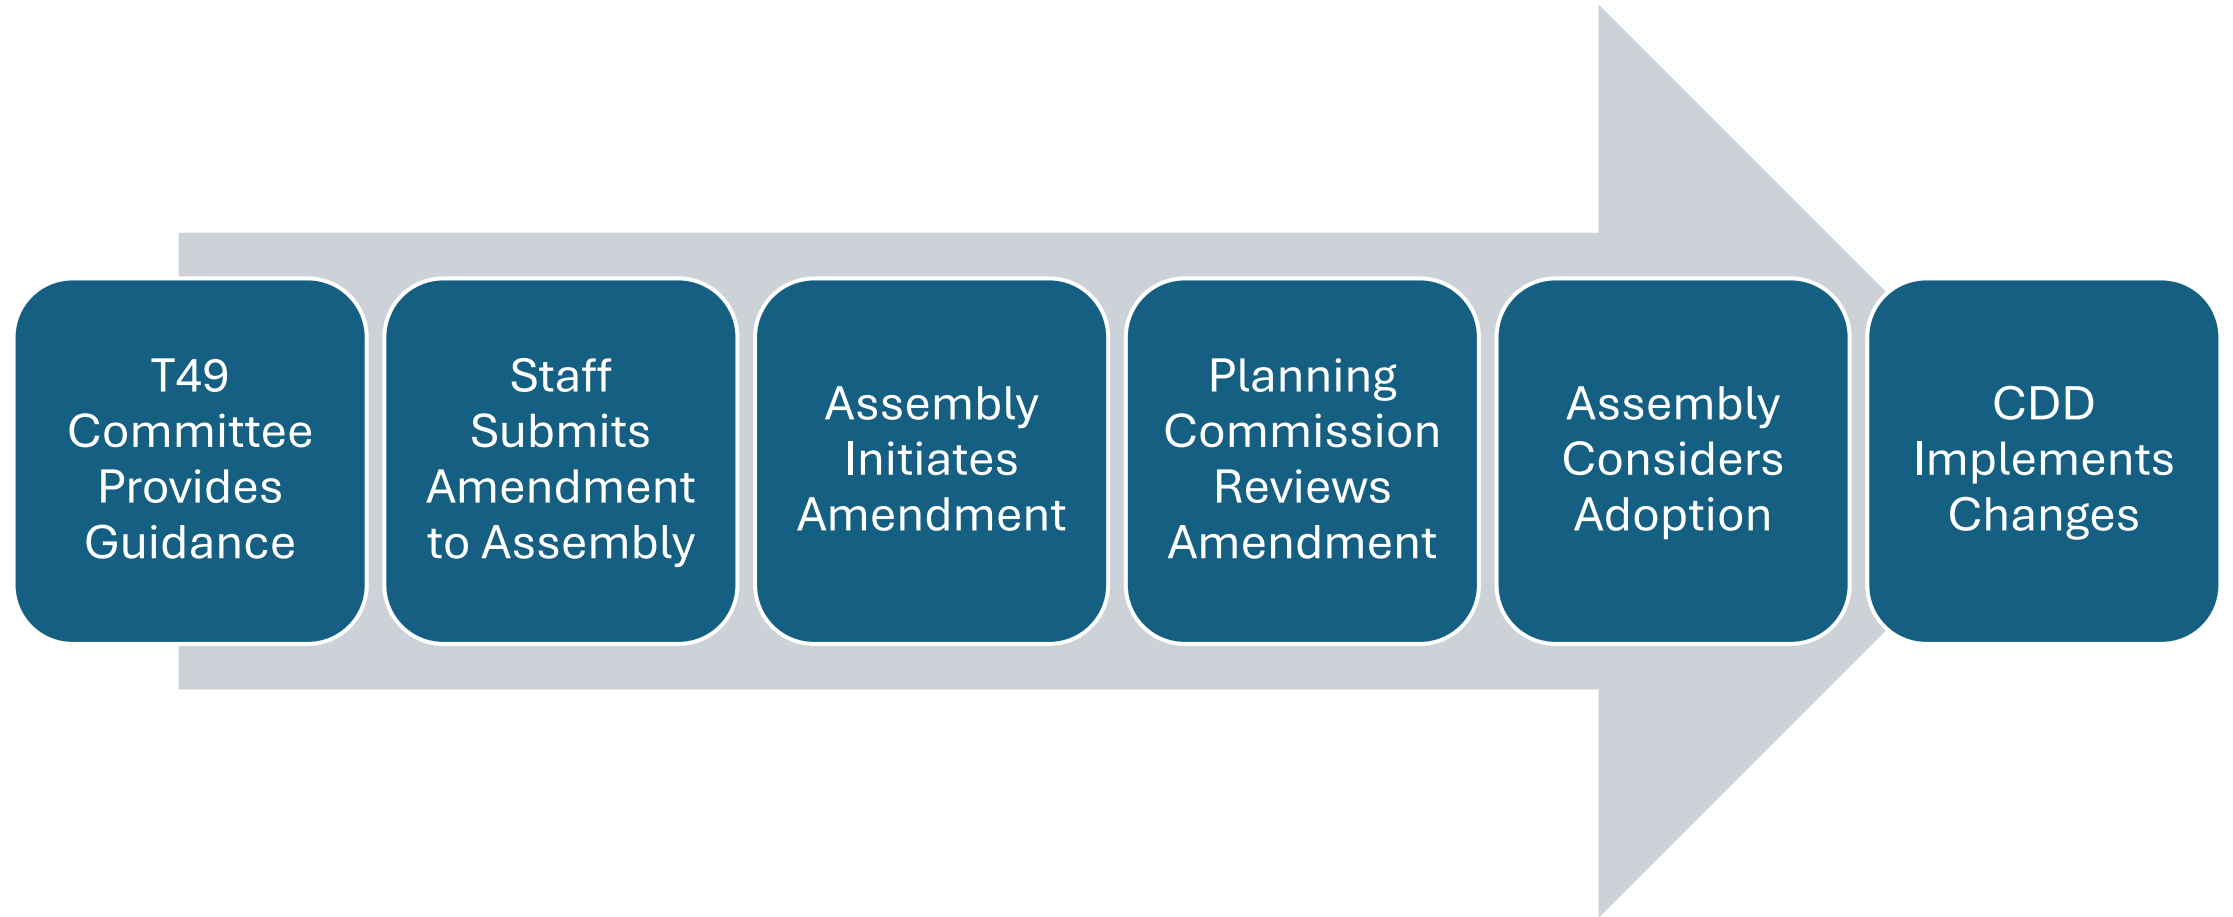 T49
Committee
Provides
Guidance
Staff
Submits
Amendment
to Assembly
Assembly
Initiates
Amendment
Planning
Commission
Reviews
Amendment
Assembly
Considers
Adoption
CDD
Implements
Changes